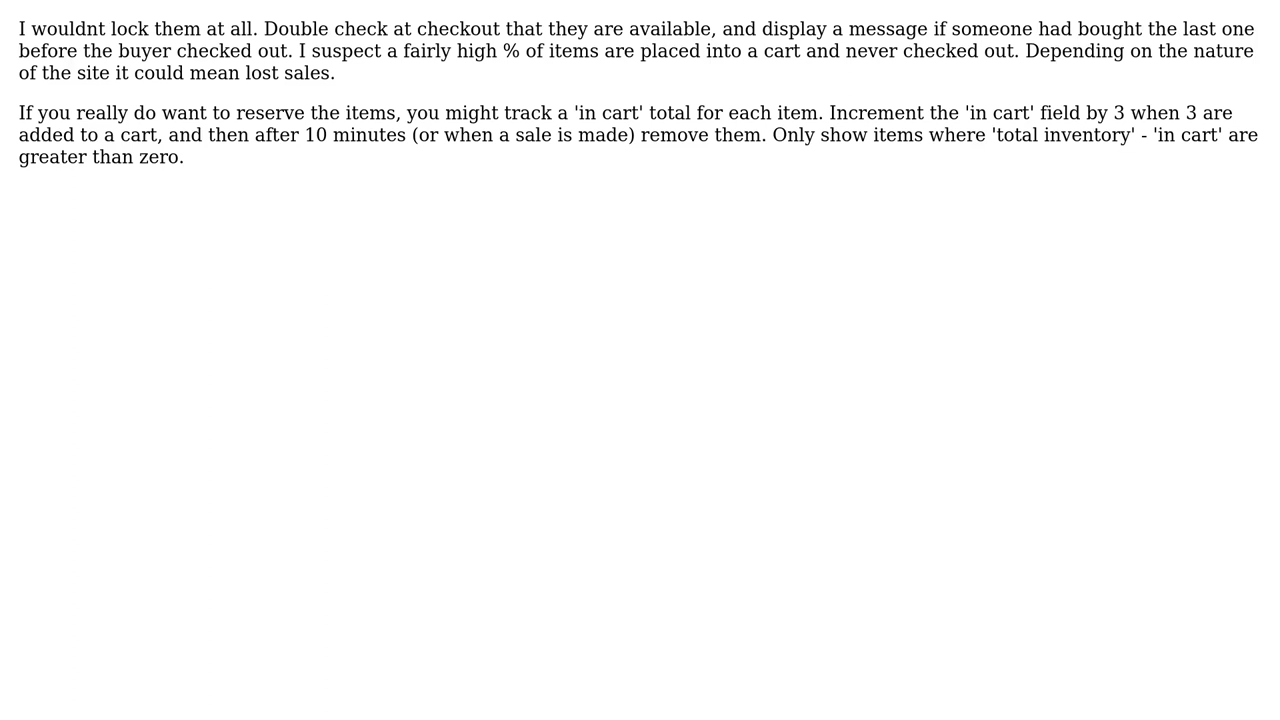 I wouldnt lock them at all. Double check at checkout that they are available, and display a message if someone had bought the last one
before the buyer checked out. I suspect a fairly high % of items are placed into a cart and never checked out. Depending on the nature
of the site it could mean lost sales.
If you really do want to reserve the items, you might track a 'in cart' total for each item. Increment the 'in cart' field by 3 when 3 are
added to a cart, and then after 10 minutes (or when a sale is made) remove them. Only show items where 'total inventory' - 'in cart' are
greater than zero.